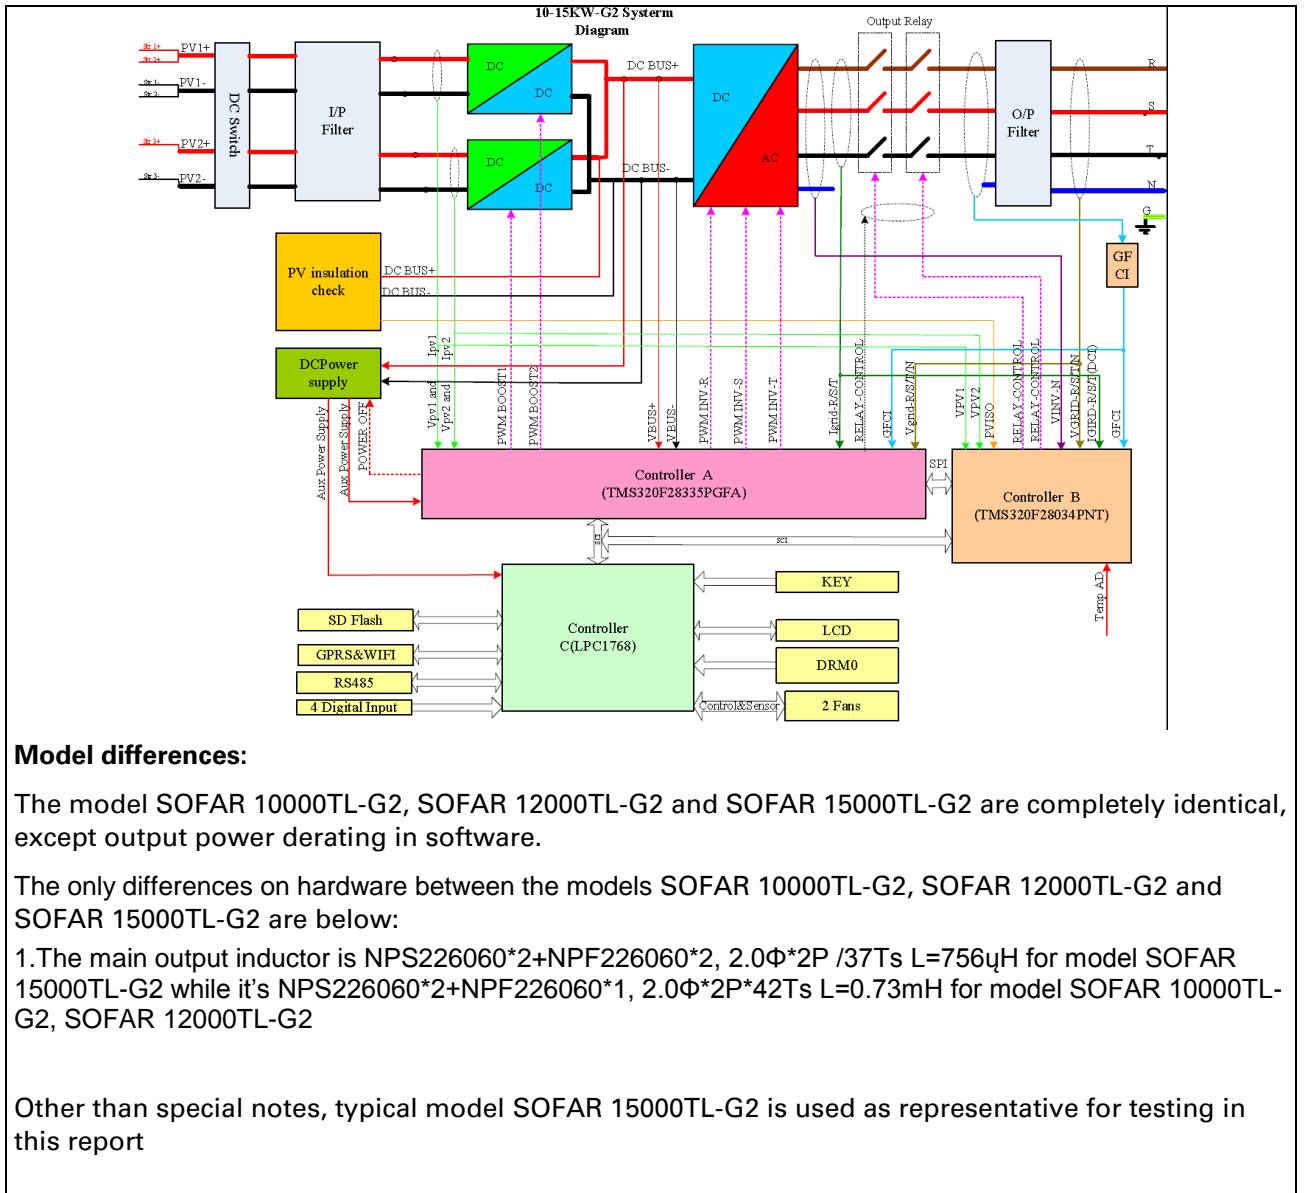 10-15KW-G2 Systerm
Diagram
Output Relay
Str 1+
Str 2+
PV1+
PV1-
Str 3+
PV2+
Str 3-
PV2-
DC Switch
I/P
Filter
DC
DC
DC
DC
DC BUS+
DC BUS-
DC
AC
O/P
Filter
R
S
T
N
G
GF
CI
PV insulation
check
DC BUS+
DC BUS-
DCPower
supply
Aux Power Supply
Aux Power Supply
POWER OFF
Vpv1 and Ipv1
Vpv2 and Ipv2
PWM BOOST1
PWM BOOST2
VBUS+
VBUS-
PWM INV-R
PWM INV-S
PWM INV-T
Igrid-R/S/T
RELAY-CONTROL
GFCI
Vgrid-R/S/T/N
VPV1
VPV2
PVISO
RELAY-CONTROL
RELAY-CONTROL
VINV-N
VGRID-R/S/T/N
IGIRD-R/S/T(DCI)
GFCI
Controller A
(TMS320F28335PGFA)
SPI
Controller B
(TMS320F28034PNT)
SCI
SCI
Temp AD
Controller
C(LPC1768)
SD Flash
GPRS&WIFI
RS485
4 Digital Input
KEY
LCD
DRM0
Control&Sensor
2 Fans
Model differences:
The model SOFAR 10000TL-G2, SOFAR 12000TL-G2 and SOFAR 15000TL-G2 are completely identical,
except output power derating in software.
The only differences on hardware between the models SOFAR 10000TL-G2, SOFAR 12000TL-G2 and
SOFAR 15000TL-G2 are below:
1.The main output inductor is NPS226060*2+NPF226060*2, 2.0Φ*2P /37Ts L=756ųH for model SOFAR
15000TL-G2 while it's NPS226060*2+NPF226060*1, 2.0Φ*2P*42Ts L=0.73mH for model SOFAR 10000TL-
G2, SOFAR 12000TL-G2
Other than special notes, typical model SOFAR 15000TL-G2 is used as representative for testing in
this report